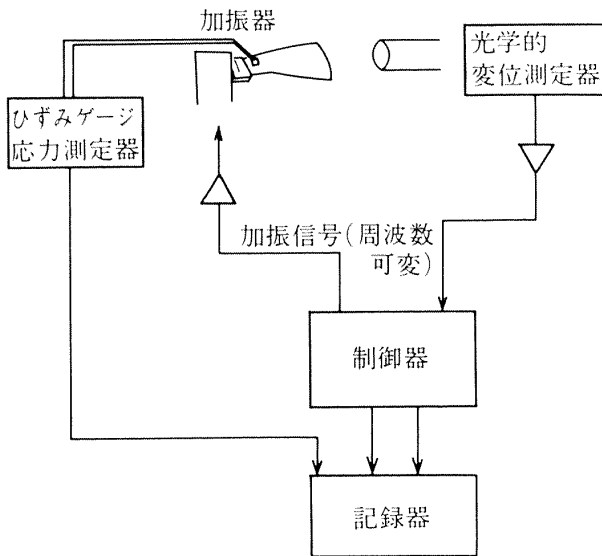 加振器
光学的
変位測定器
ひずみゲージ
応力測定器
加振信号(周波数
可変)
制御器
記録器